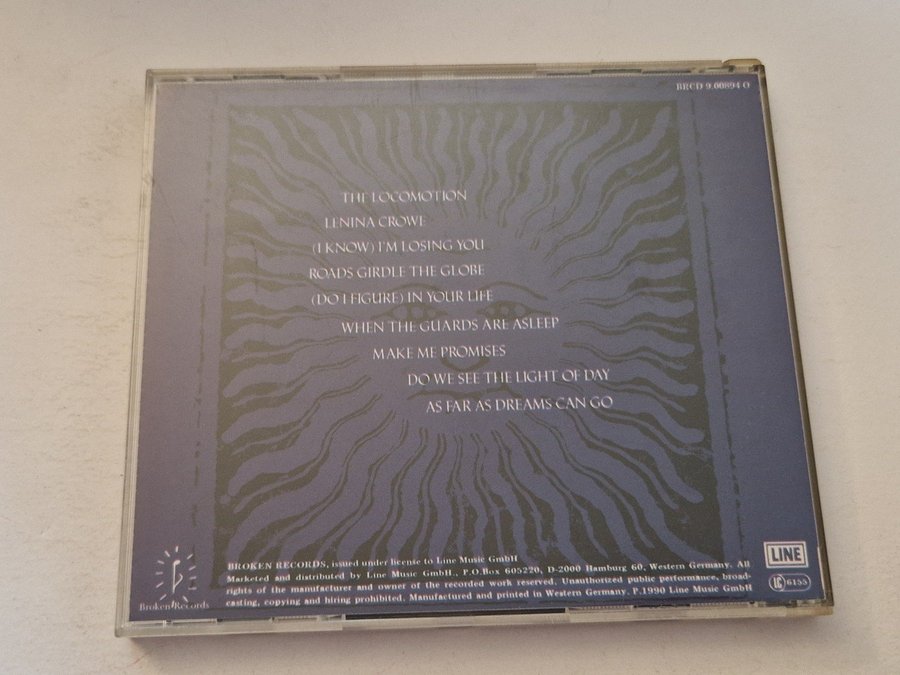 BRCD 9.00894 O
THE LOCOMOTION
LENINA CROWE
(I KNOW) I'M LOSING YOU
ROADS GIRDLE THE GLOBE
(DO I FIGURE) IN YOUR LIFE
WHEN THE GUARDS ARE ASLEEP
MAKE ME PROMISES
DO WE SEE THE LIGHT OF DAY
AS FAR AS DREAMS CAN GO
Broken Records
BROKEN RECORDS, issued under license to Line Music GmbH
Marketed and distributed by Line Music GmbH., P.O.Box 605220, D-2000 Hamburg 60, Western Germany. All
rights of the manufacturer and owner of the recorded work reserved. Unauthorized public performance, broad-
casting, copying and hiring prohibited. Manufactured and printed in Western Germany. P.1990 Line Music GmbH
LINE
LC 6155